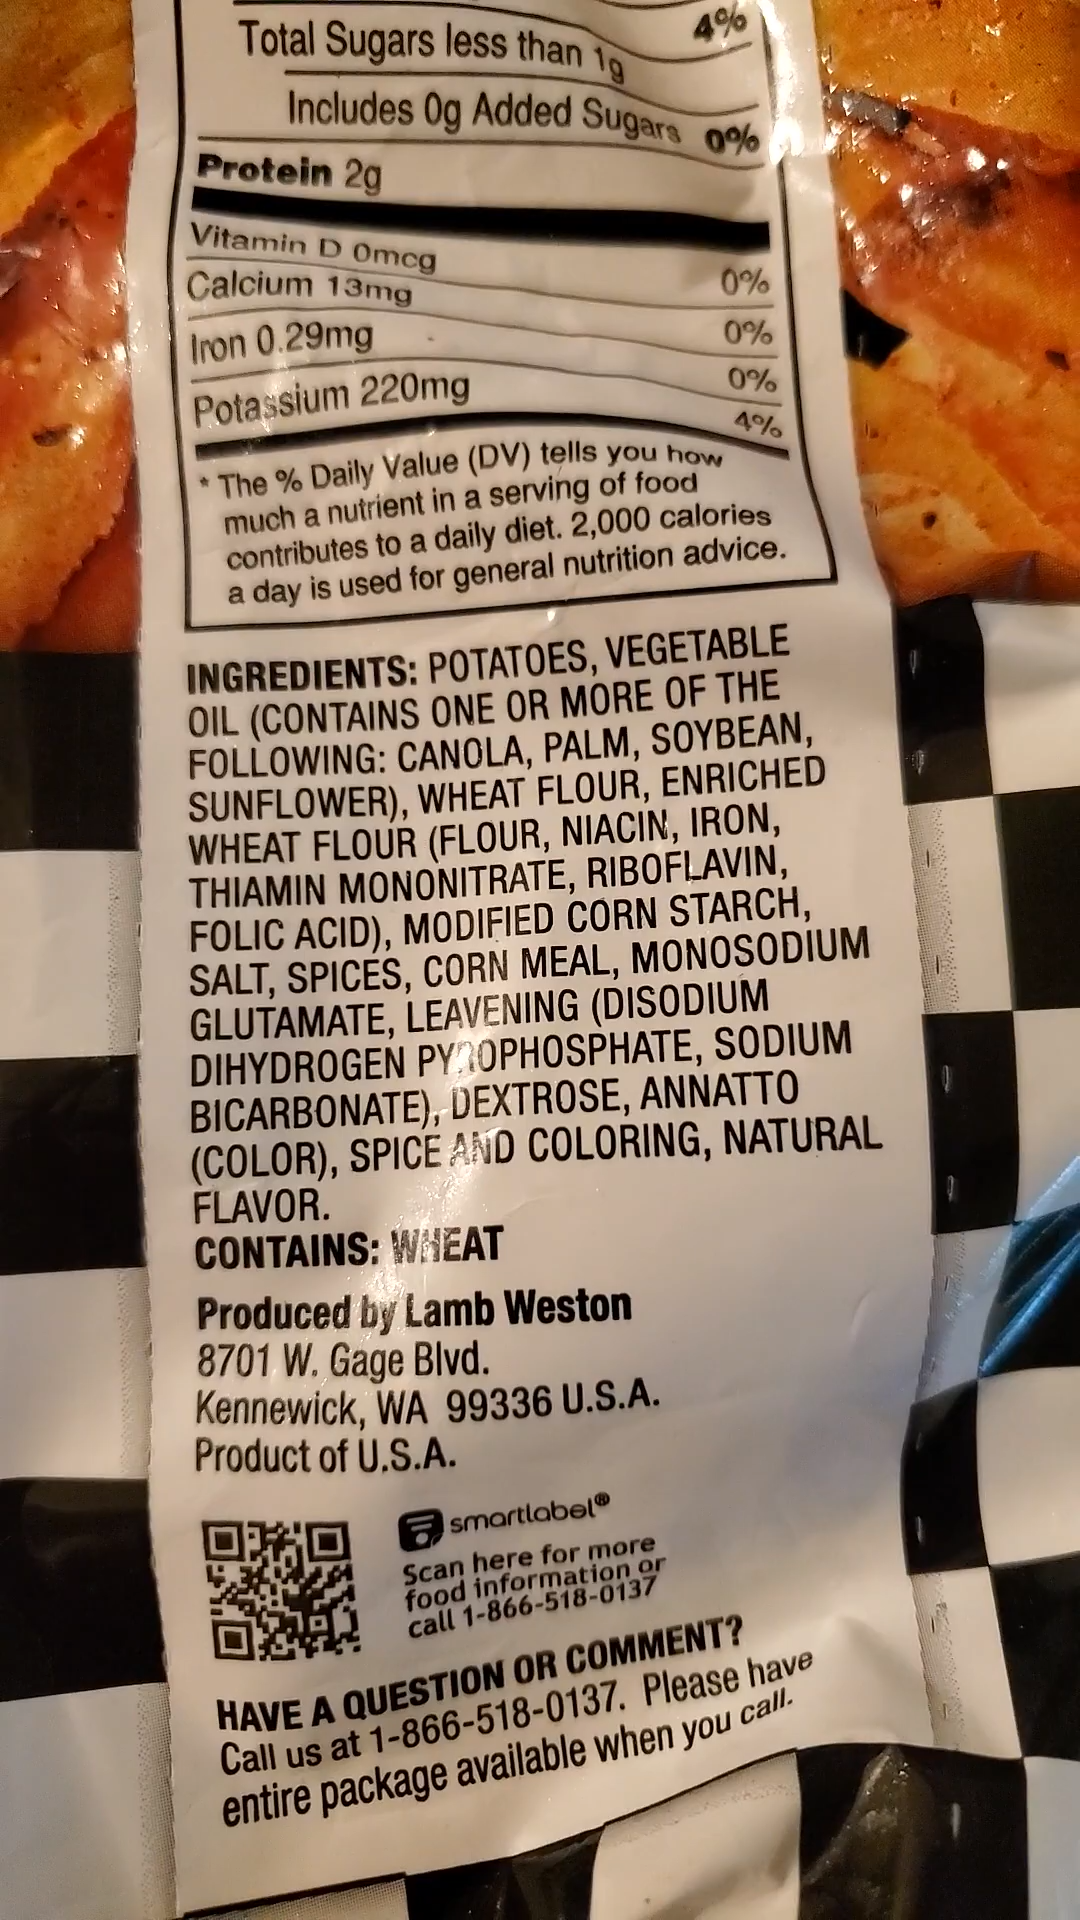 4%
Total Sugars less than 1g
Includes 0g Added Sugars 0%
Protein 2g
Vitamin D 0mcg 0%
Calcium 13mg 0%
Iron 0.29mg 0%
Potassium 220mg 4%
* The % Daily Value (DV) tells you how
much a nutrient in a serving of food
contributes to a daily diet. 2,000 calories
a day is used for general nutrition advice.
INGREDIENTS: POTATOES, VEGETABLE
OIL (CONTAINS ONE OR MORE OF THE
FOLLOWING: CANOLA, PALM, SOYBEAN,
SUNFLOWER), WHEAT FLOUR, ENRICHED
WHEAT FLOUR (FLOUR, NIACIN, IRON,
THIAMIN MONONITRATE, RIBOFLAVIN,
FOLIC ACID), MODIFIED CORN STARCH,
SALT, SPICES, CORN MEAL, MONOSODIUM
GLUTAMATE, LEAVENING (DISODIUM
DIHYDROGEN PYROPHOSPHATE, SODIUM
BICARBONATE), DEXTROSE, ANNATTO
(COLOR), SPICE AND COLORING, NATURAL
FLAVOR.
CONTAINS: WHEAT
Produced by Lamb Weston
8701 W. Gage Blvd.
Kennewick, WA 99336 U.S.A.
Product of U.S.A.
smartlabel®
Scan here for more
food information or
call 1-866-518-0137
HAVE A QUESTION OR COMMENT?
Call us at 1-866-518-0137. Please have
entire package available when you call.